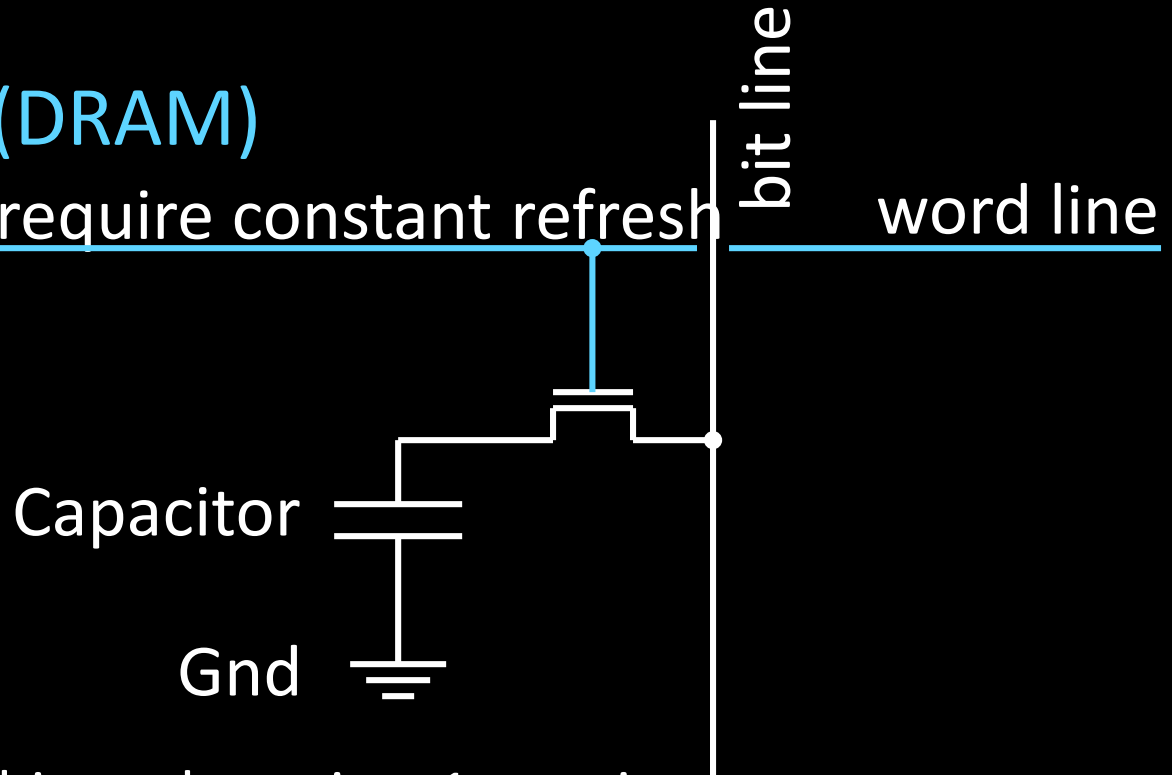 bit line
(DRAM)
require constant refresh
word line
Capacitor
Gnd